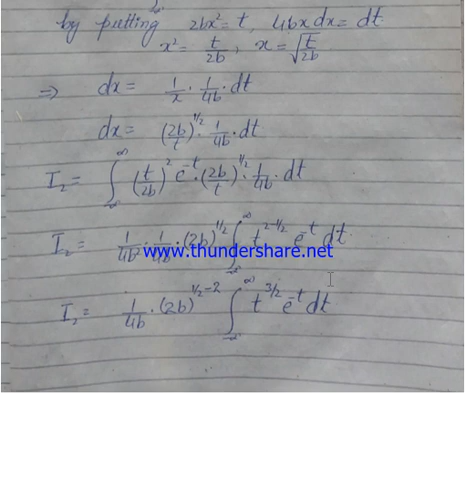 by putting 2bx² = t, 4bx dx = dt
x² = t/2b, x = √(t/2b)
⇒ dx = 1/x · 1/4b · dt
dx = (2b/t)^1/2 · 1/4b · dt
I₂ = ∫_-∞^∞ (t/2b)² e^-t · (2b/t)^1/2 · 1/4b · dt
I₂ = 1/4b² · 1/4b · (2b)^1/2 ∫_-∞^∞ t^2-1/2 e^-t dt
www.thundershare.net
I₂ = 1/4b · (2b)^1/2-2 ∫_-∞^∞ t^3/2 e^-t dt